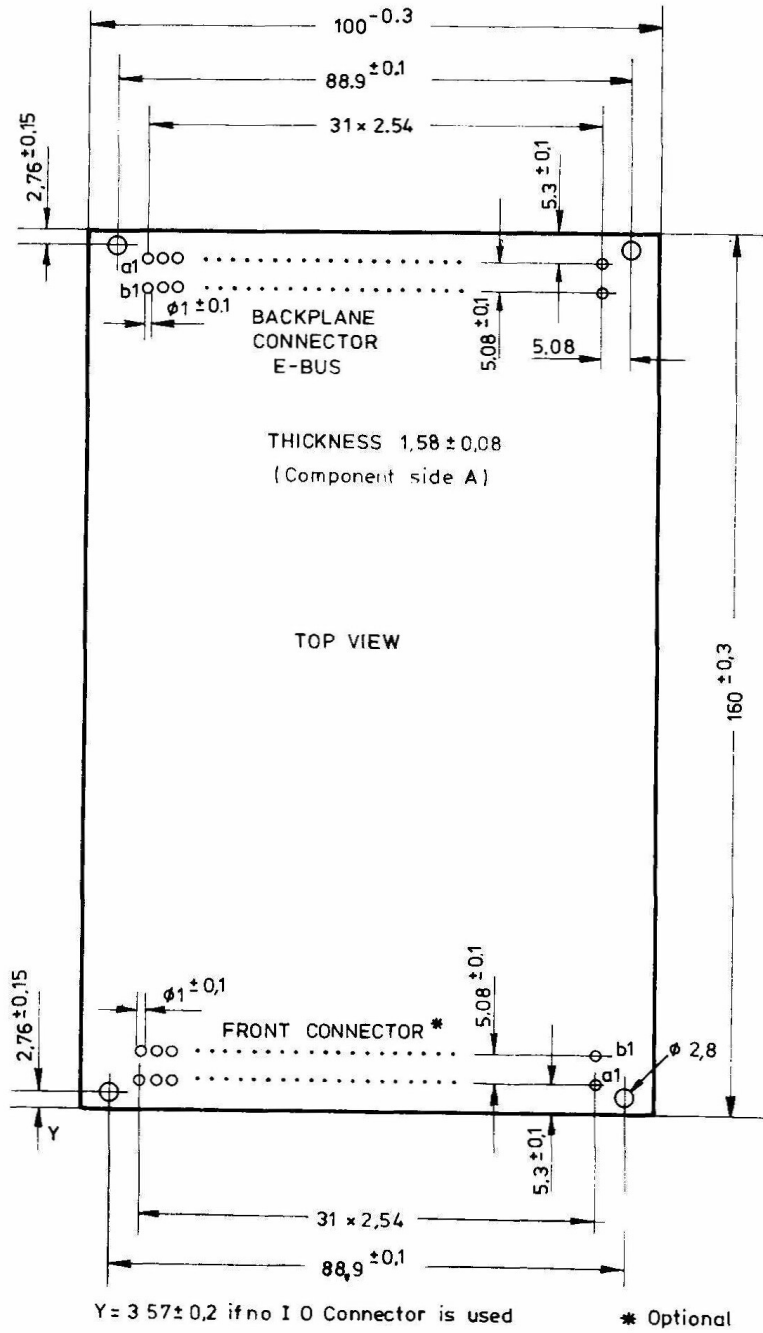 100 -0.3
88.9 ±0.1
31 × 2.54
2,76 ±0,15
5.3 ±0,1
a1
b1
ϕ1 ±0.1
BACKPLANE
CONNECTOR
E-BUS
5,08 ±0,1
5,08
THICKNESS 1,58 ± 0,08
(Component side A)
TOP VIEW
160 ±0,3
2,76 ±0,15
ϕ1 ±0,1
5,08 ±0,1
FRONT CONNECTOR *
b1
a1
ϕ 2,8
Y
5,3 ±0,1
31 × 2,54
88,9 ±0,1
Y = 3 57 ± 0,2 if no I O Connector is used
* Optional